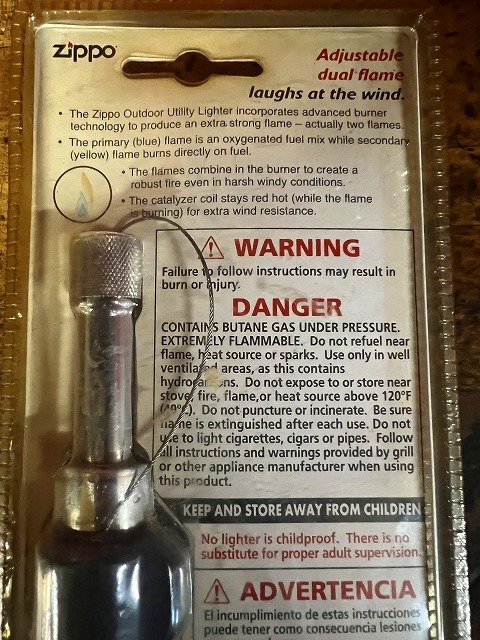 zippo
Adjustable
dual flame
laughs at the wind.
• The Zippo Outdoor Utility Lighter incorporates advanced burner
technology to produce an extra strong flame – actually two flames.
• The primary (blue) flame is an oxygenated fuel mix while secondary
(yellow) flame burns directly on fuel.
• The flames combine in the burner to create a
robust fire even in harsh windy conditions.
• The catalyzer coil stays red hot (while the flame
is burning) for extra wind resistance.
WARNING
Failure to follow instructions may result in
burn or injury.
DANGER
CONTAINS BUTANE GAS UNDER PRESSURE.
EXTREMELY FLAMMABLE. Do not refuel near
flame, heat source or sparks. Use only in well
ventilated areas, as this contains
hydrocarbons. Do not expose to or store near
stove, fire, flame,or heat source above 120°F
(49°C). Do not puncture or incinerate. Be sure
flame is extinguished after each use. Do not
use to light cigarettes, cigars or pipes. Follow
all instructions and warnings provided by grill
or other appliance manufacturer when using
this product.
KEEP AND STORE AWAY FROM CHILDREN
No lighter is childproof. There is no
substitute for proper adult supervision.
ADVERTENCIA
El incumplimiento de estas instrucciones
puede tener como consecuencia lesiones